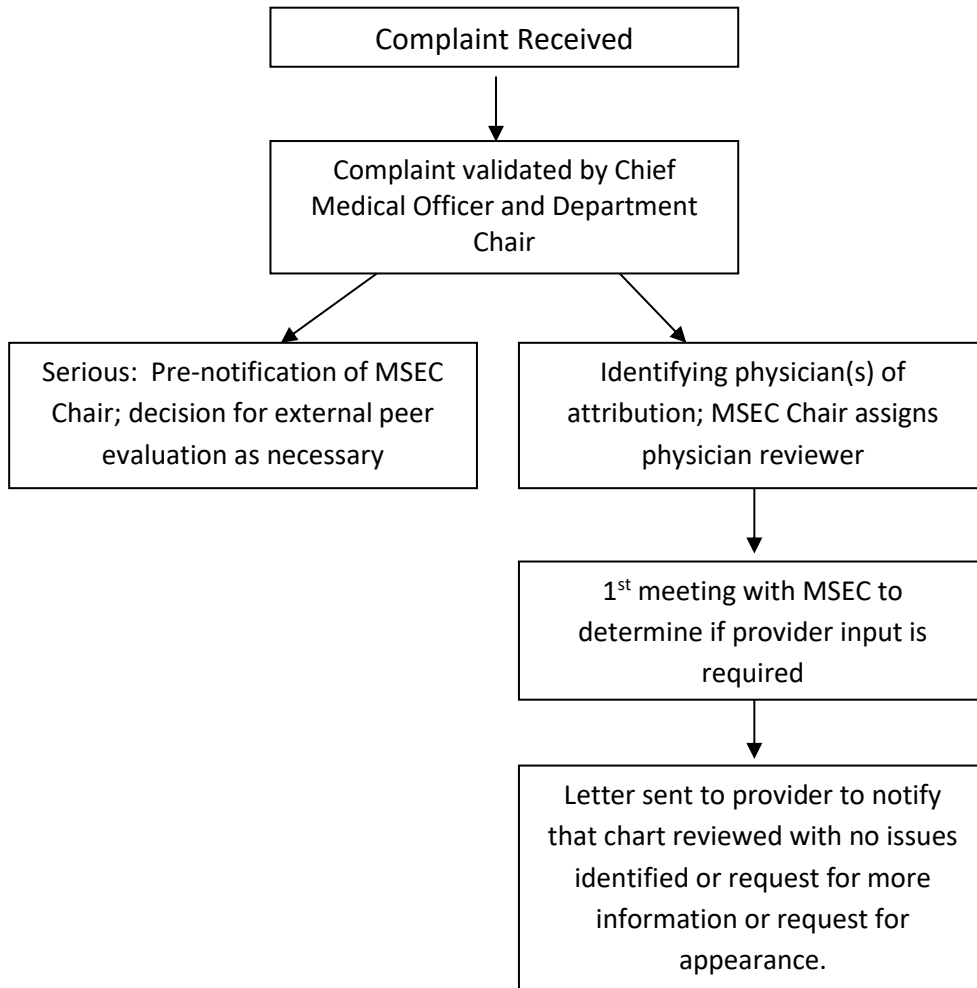 Complaint Received
Complaint validated by Chief
Medical Officer and Department
Chair
Serious:  Pre-notification of MSEC
Chair; decision for external peer
evaluation as necessary
Identifying physician(s) of
attribution; MSEC Chair assigns
physician reviewer
1st meeting with MSEC to
determine if provider input is
required
Letter sent to provider to notify
that chart reviewed with no issues
identified or request for more
information or request for
appearance.